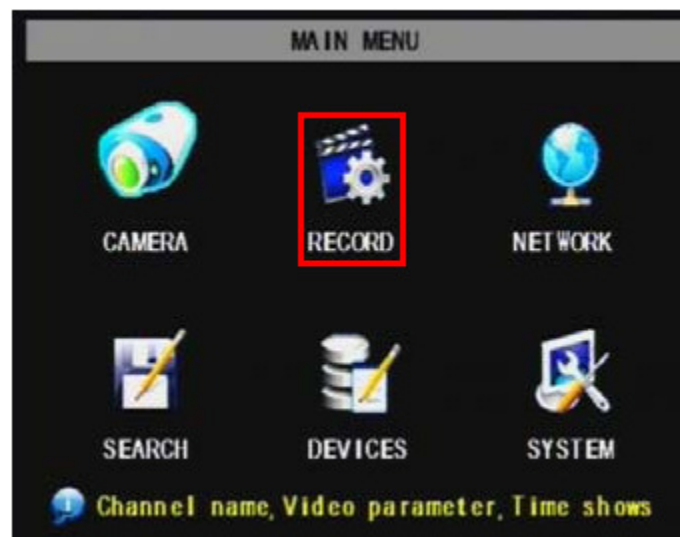 MAIN MENU
CAMERA RECORD NETWORK
SEARCH DEVICES SYSTEM
Channel name, Video parameter, Time shows